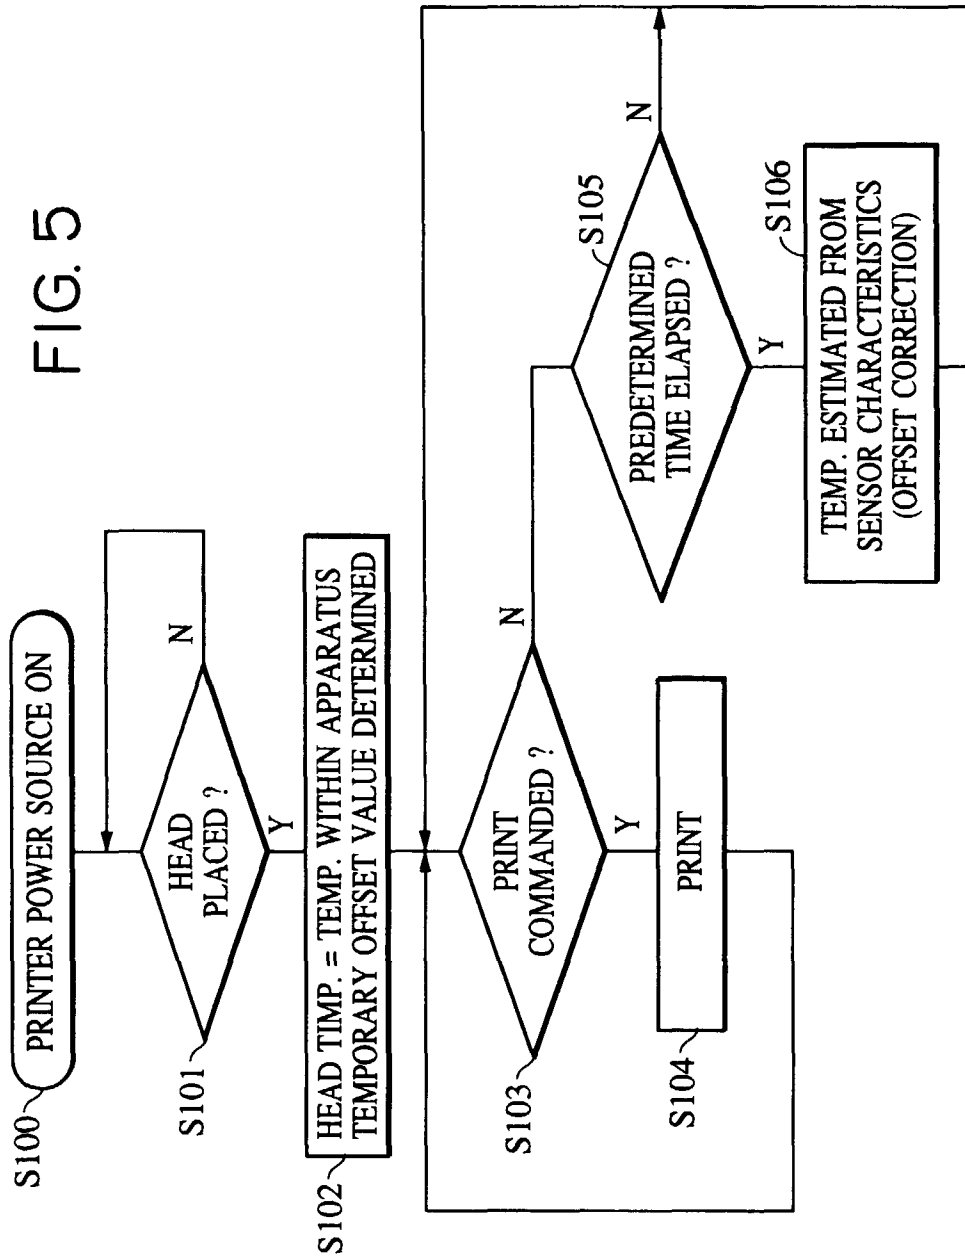 FIG. 5
S100
PRINTER POWER SOURCE ON
S101
HEAD
PLACED ?
N
Y
S102
HEAD TIMP. = TEMP. WITHIN APPARATUS
TEMPORARY OFFSET VALUE DETERMINED
S103
PRINT
COMMANDED ?
N
Y
S104
PRINT
S105
PREDETERMINED
TIME ELAPSED ?
N
Y
S106
TEMP. ESTIMATED FROM
SENSOR CHARACTERISTICS
(OFFSET CORRECTION)